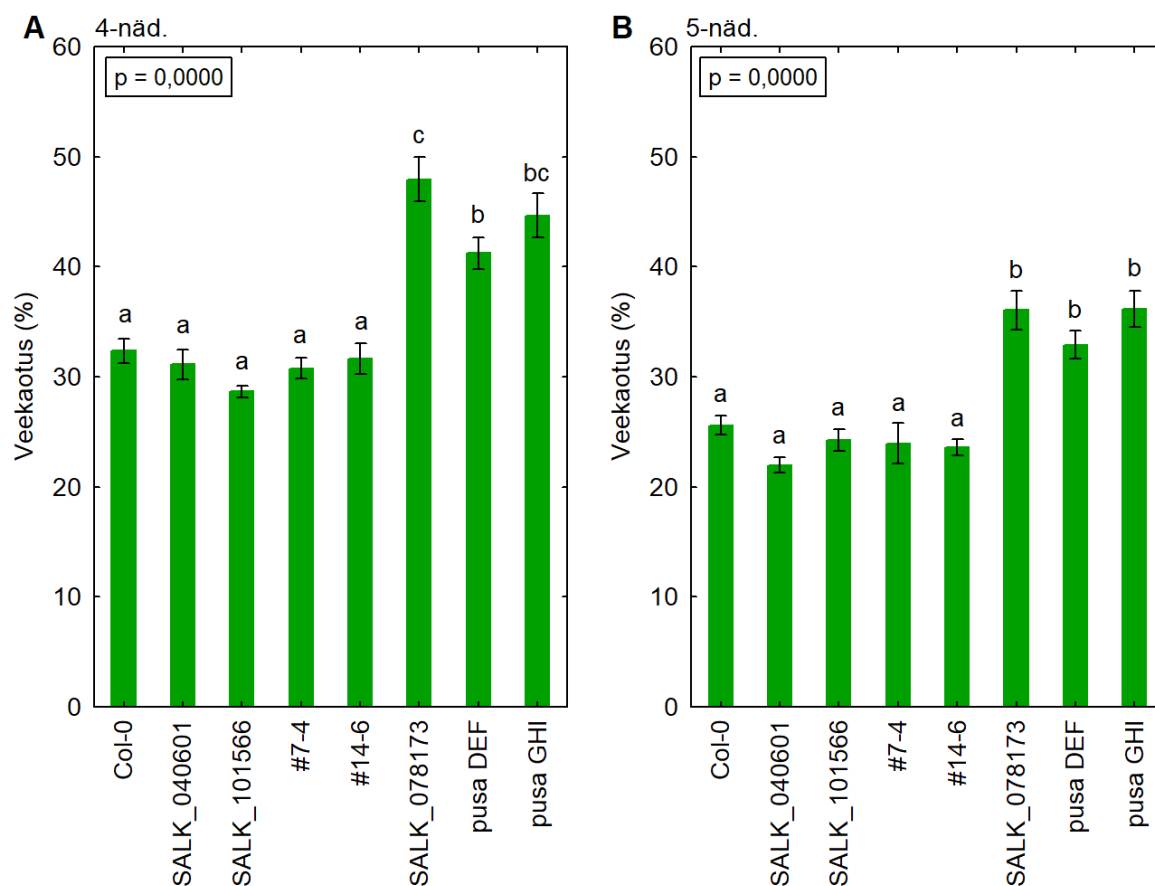 A 4-näd.
p = 0,0000
Veekaotus (%)
60
50
40
30
20
10
0
a
a
a
a
a
c
b
bc
Col-0
SALK_040601
SALK_101566
#7-4
#14-6
SALK_078173
pusa DEF
pusa GHI
B 5-näd.
p = 0,0000
Veekaotus (%)
60
50
40
30
20
10
0
a
a
a
a
a
b
b
b
Col-0
SALK_040601
SALK_101566
#7-4
#14-6
SALK_078173
pusa DEF
pusa GHI